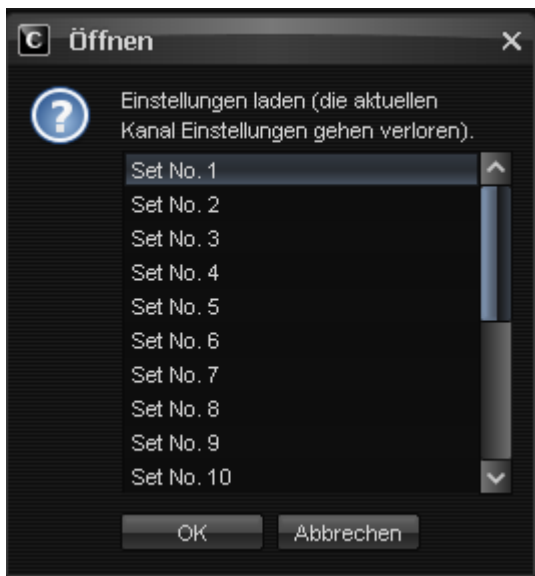 C Öffnen
Einstellungen laden (die aktuellen
Kanal Einstellungen gehen verloren).
Set No. 1
Set No. 2
Set No. 3
Set No. 4
Set No. 5
Set No. 6
Set No. 7
Set No. 8
Set No. 9
Set No. 10
OK Abbrechen